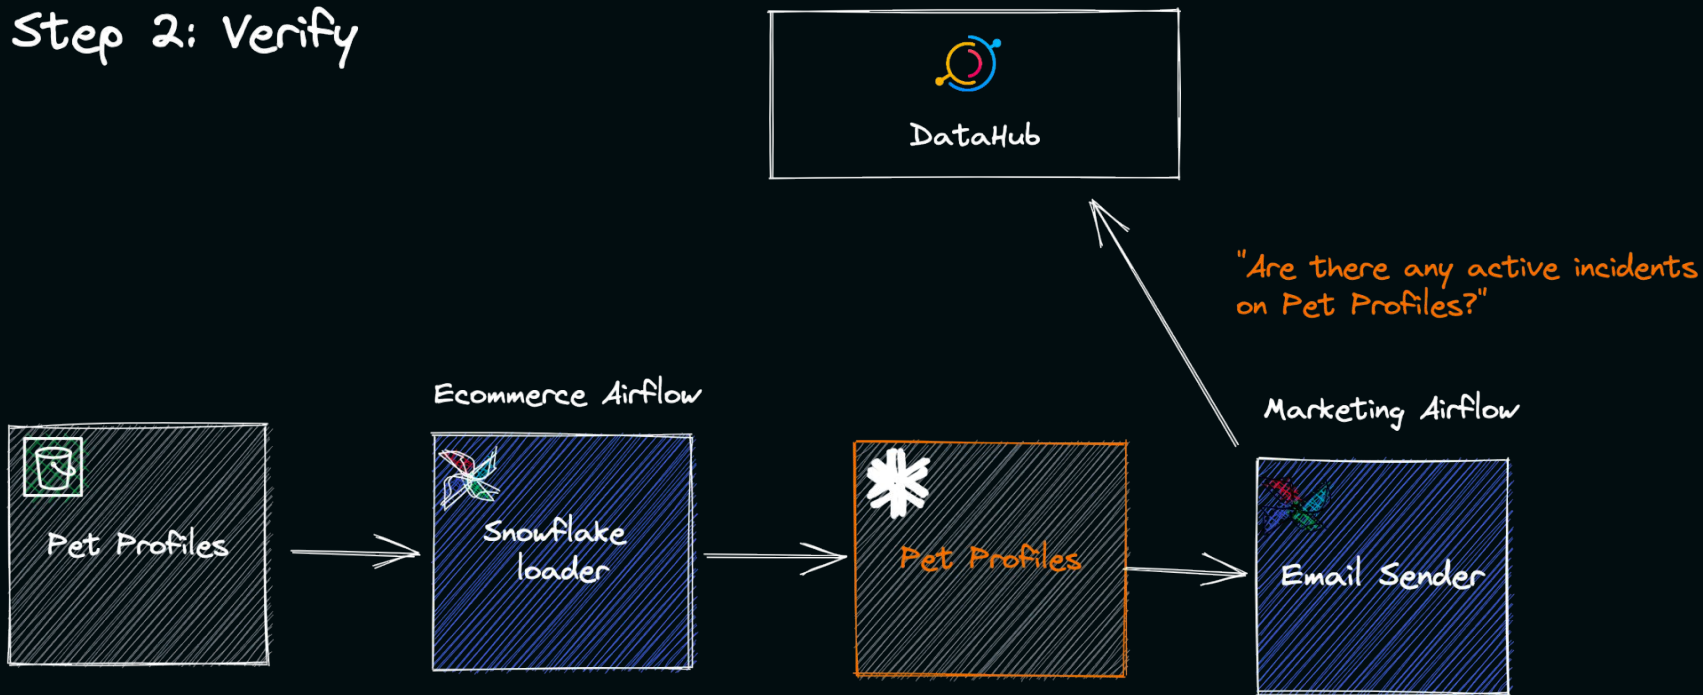 Step 2: Verify
DataHub
"Are there any active incidents
on Pet Profiles?"
Ecommerce Airflow
Marketing Airflow
Pet Profiles
Snowflake
loader
Pet Profiles
Email Sender